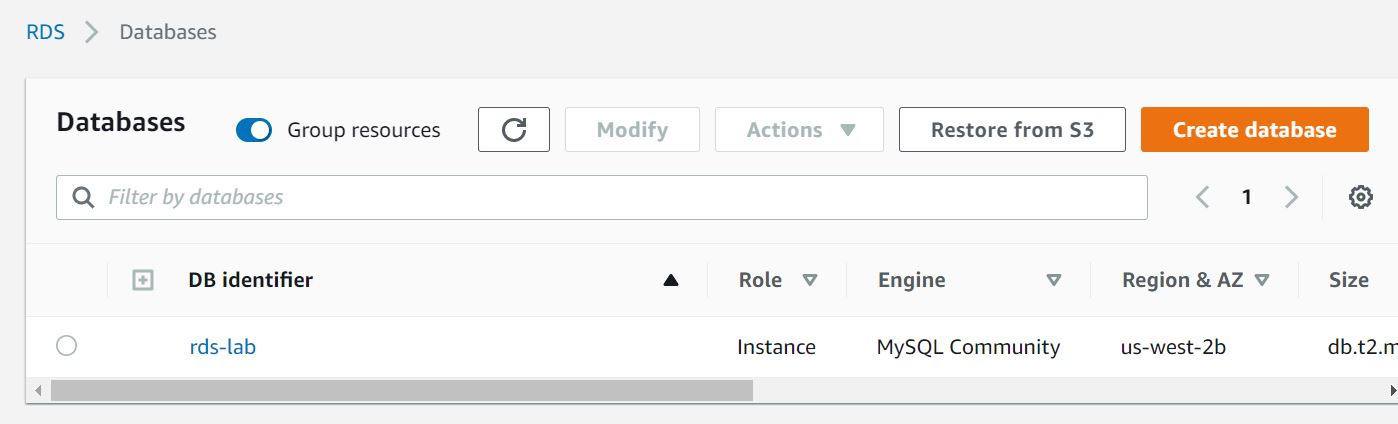 RDS > Databases
Databases Group resources Modify Actions Restore from S3 Create database
Filter by databases 1
DB identifier Role Engine Region & AZ Size
rds-lab Instance MySQL Community us-west-2b db.t2.m